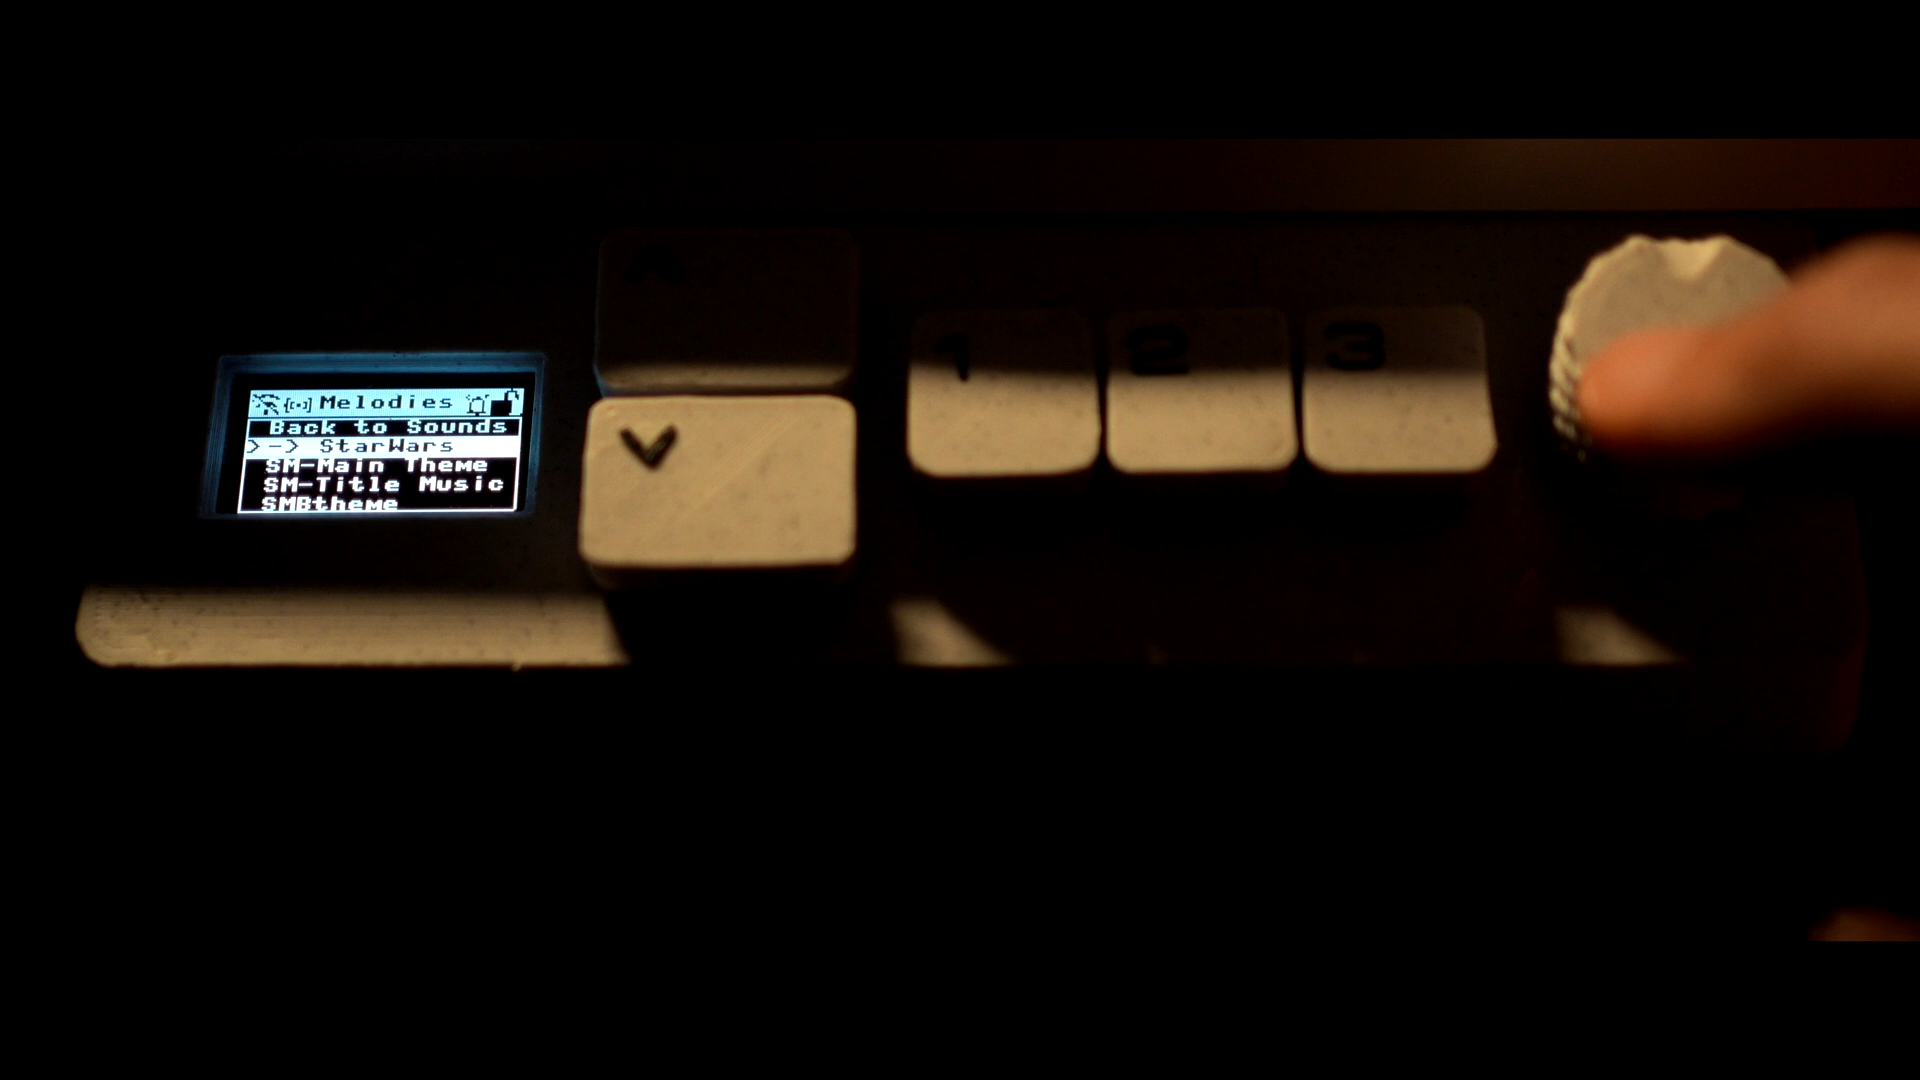 Melodies
Back to Sounds
>-> StarWars
SM-Main Theme
SM-Title Music
SMBtheme
1 2 3